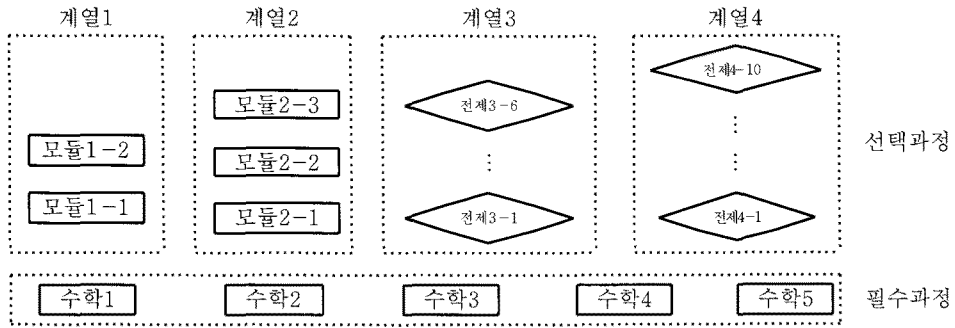 계열1 계열2 계열3 계열4
전제4-10
모듈2-3 전제3-6
모듈1-2 모듈2-2 선택과정
모듈1-1 모듈2-1 전제3-1 전제4-1
수학1 수학2 수학3 수학4 수학5 필수과정